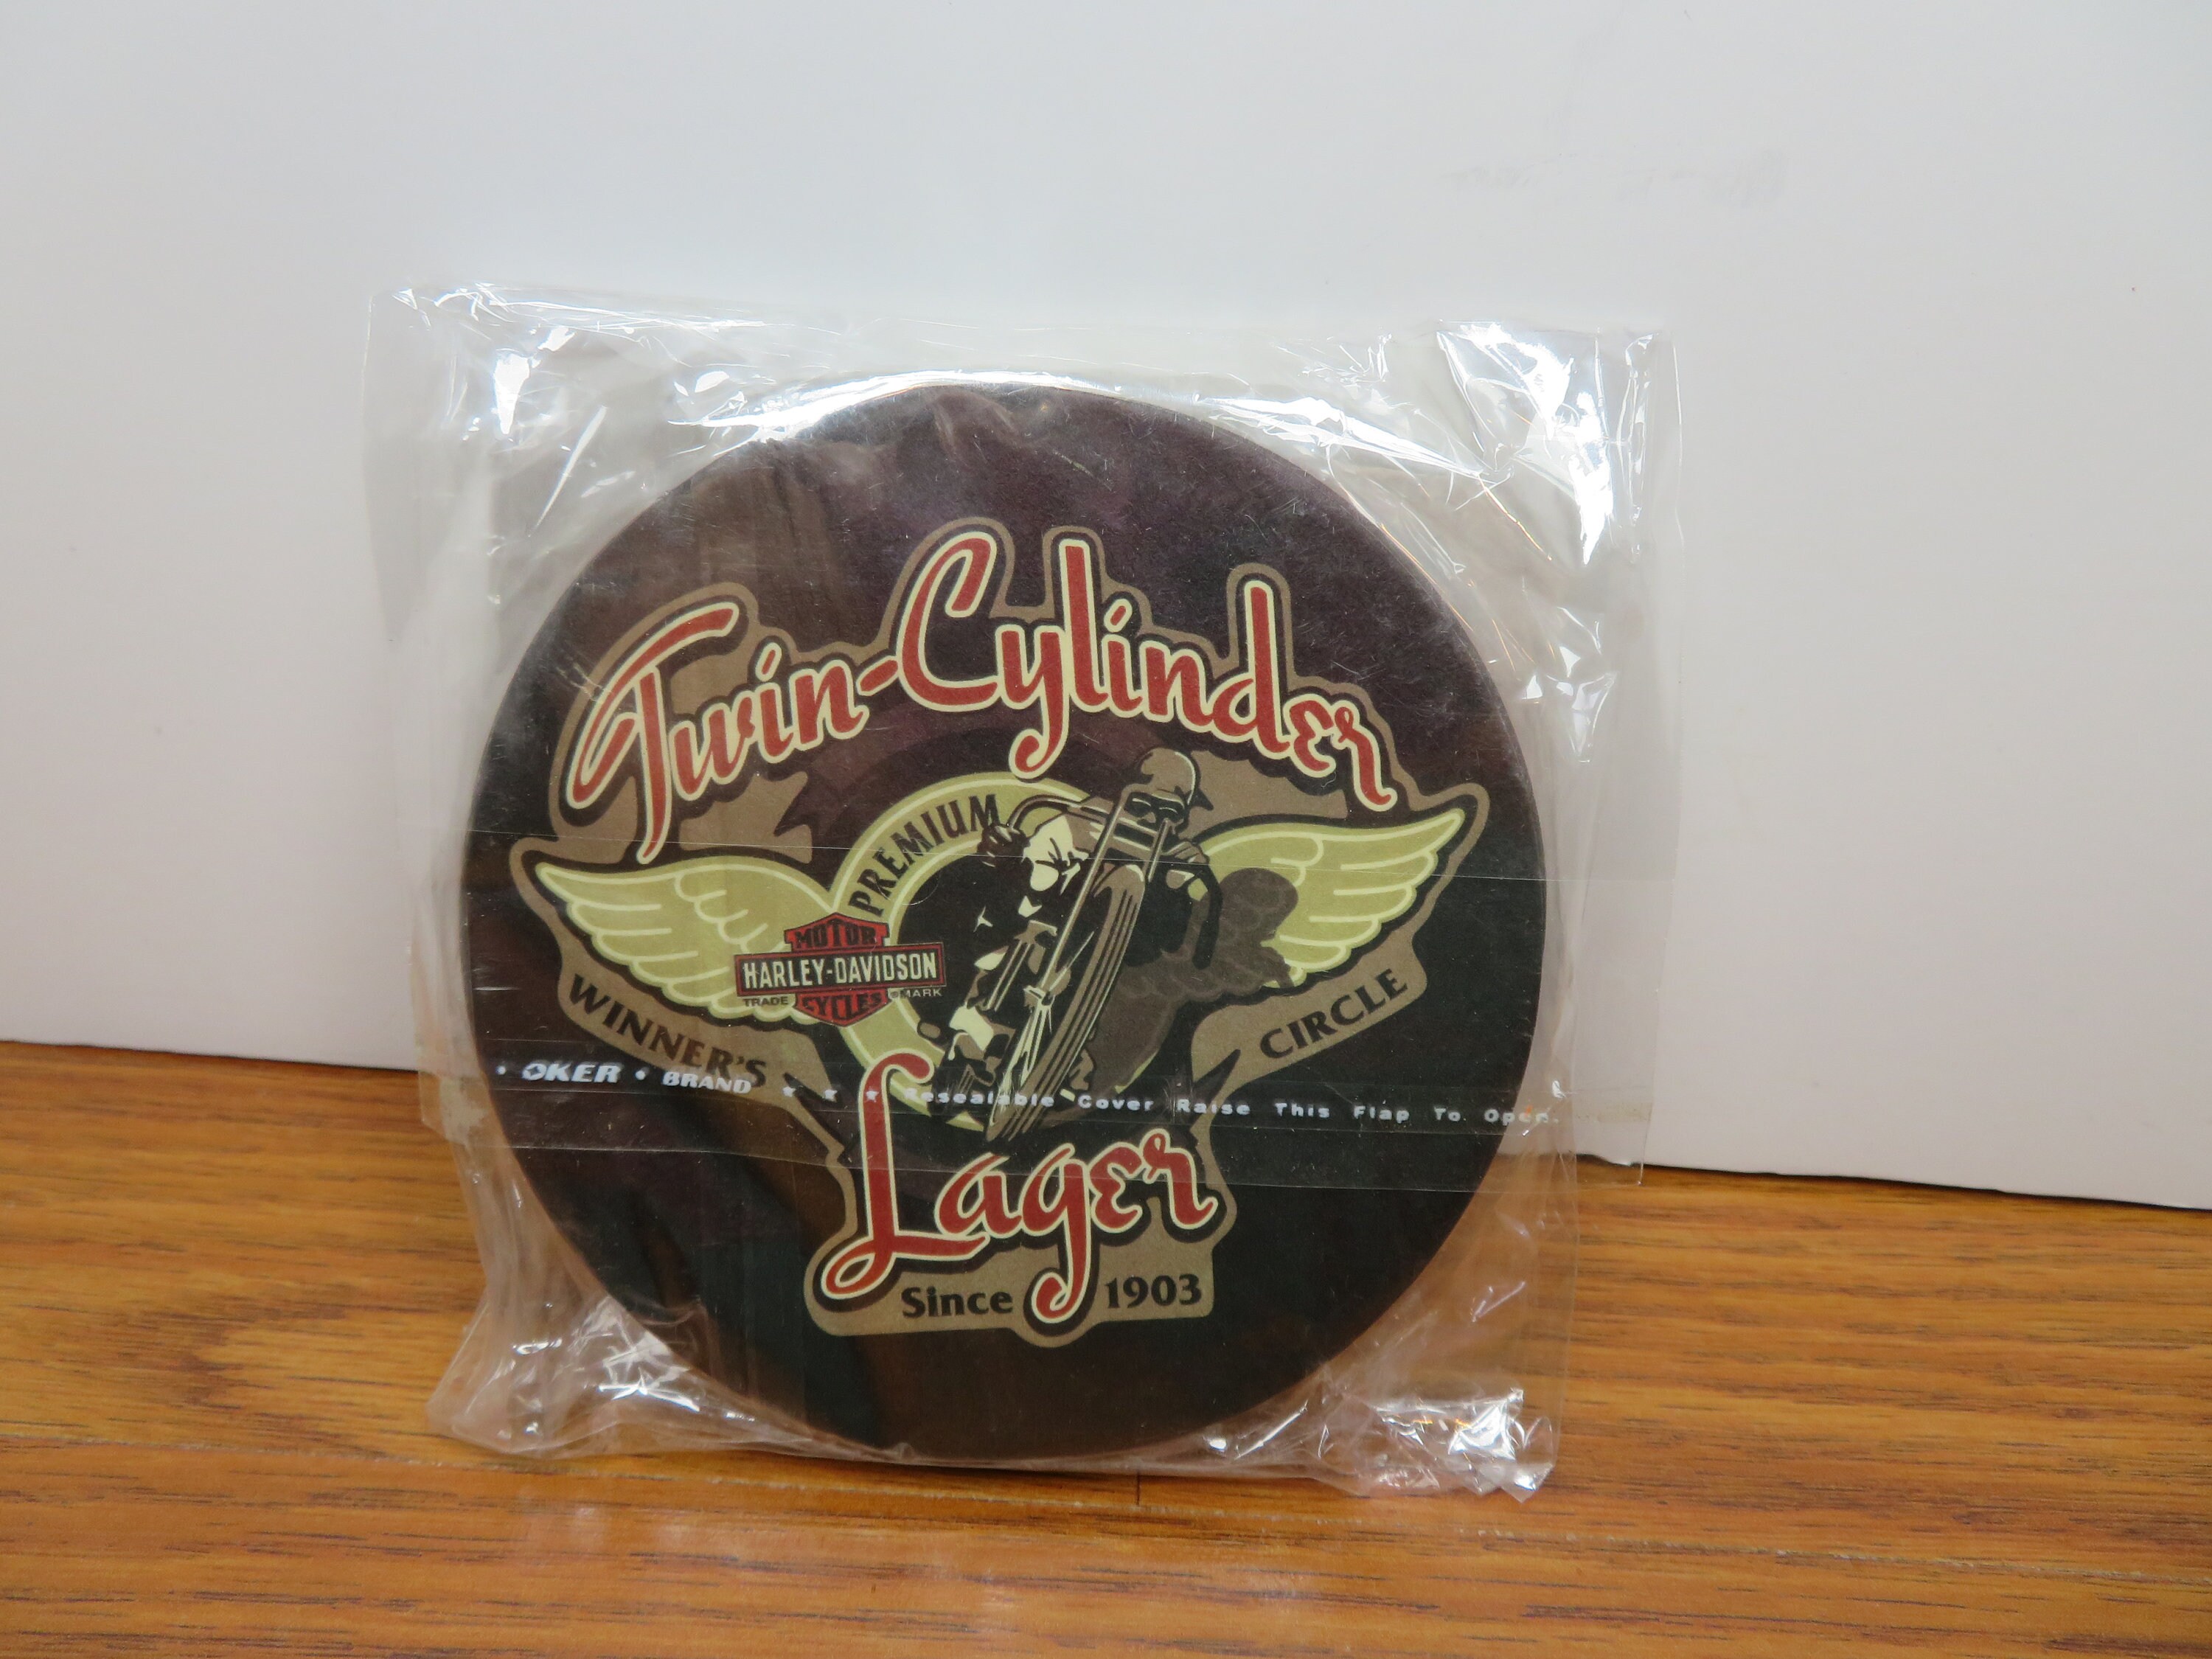 Twin-Cylinder
PREMIUM
MOTOR
HARLEY-DAVIDSON
TRADE MARK
CYCLES
WINNER'S CIRCLE
• OKER • BRAND ★ ★ ★ Resealable Cover Raise This Flap To Open.
Lager
Since 1903